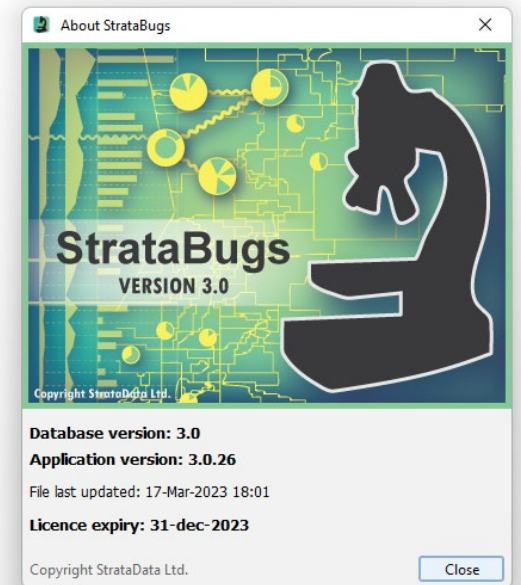 About StrataBugs
StrataBugs
VERSION 3.0
Copyright StrataData Ltd.
Database version: 3.0
Application version: 3.0.26
File last updated: 17-Mar-2023 18:01
Licence expiry: 31-dec-2023
Copyright StrataData Ltd.
Close